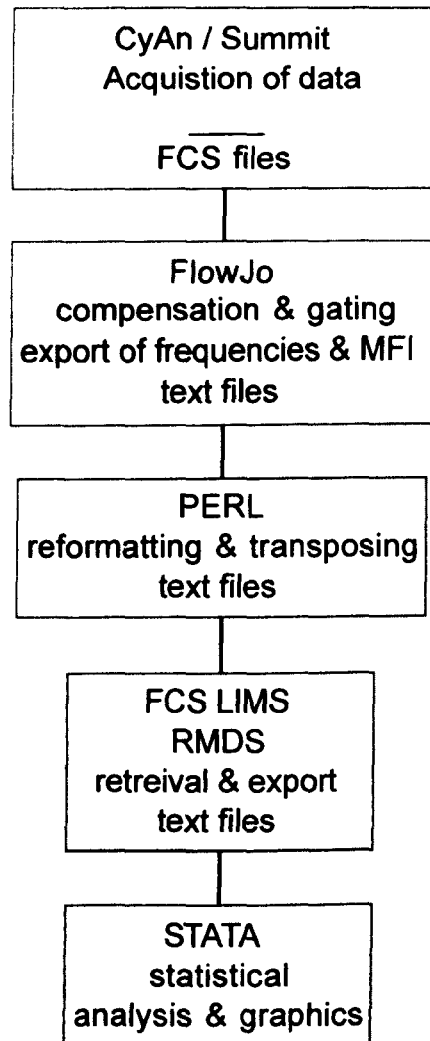 CyAn / Summit
Acquistion of data
FCS files
FlowJo
compensation & gating
export of frequencies & MFI
text files
PERL
reformatting & transposing
text files
FCS LIMS
RMDS
retreival & export
text files
STATA
statistical
analysis & graphics